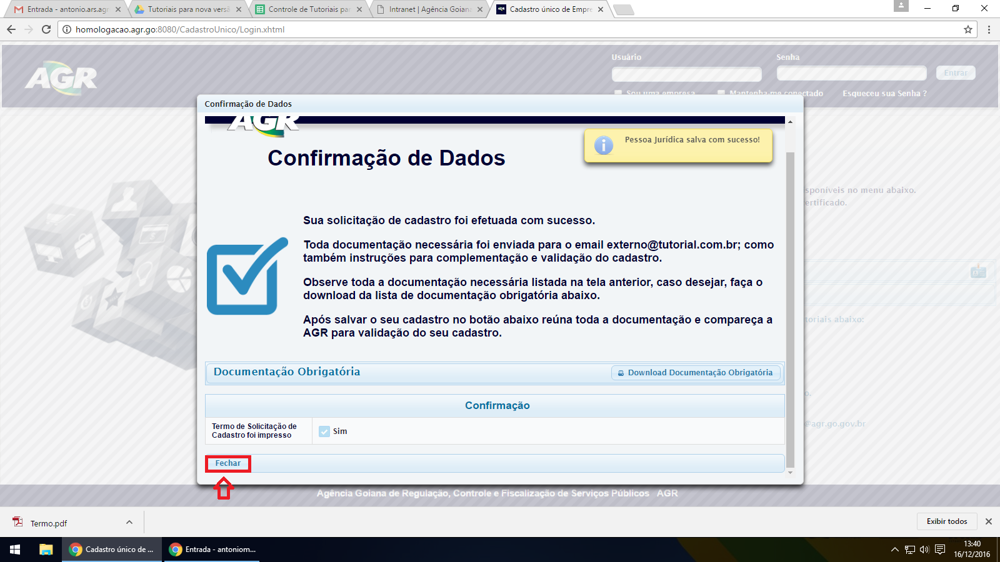 Entrada - antonio.ars.agr
Tutoriais para nova versã
Controle de Tutoriais pa
Intranet | Agência Goian
Cadastro único de Empre
homologacao.agr.go:8080/CadastroUnico/Login.xhtml
AGR
Usuário
Senha
Entrar
Sou uma empresa
Mantenha-me conectado
Esqueceu sua Senha ?
Confirmação de Dados
AGR
Pessoa Jurídica salva com sucesso!
Confirmação de Dados
sponíveis no menu abaixo.
ertificado.
Sua solicitação de cadastro foi efetuada com sucesso.
Toda documentação necessária foi enviada para o email externo@tutorial.com.br; como
também instruções para complementação e validação do cadastro.
Observe toda a documentação necessária listada na tela anterior, caso desejar, faça o
download da lista de documentação obrigatória abaixo.
Após salvar o seu cadastro no botão abaixo reúna toda a documentação e compareça a
AGR para validação do seu cadastro.
toriais abaixo:
Documentação Obrigatória
Download Documentação Obrigatória
o.
Confirmação
Termo de Solicitação de
Cadastro foi impresso
Sim
@agr.go.gov.br
Fechar
Agência Goiana de Regulação, Controle e Fiscalização de Serviços Públicos AGR
Termo.pdf
Exibir todos
Cadastro único de ...
Entrada - antoniom...
13:40
16/12/2016